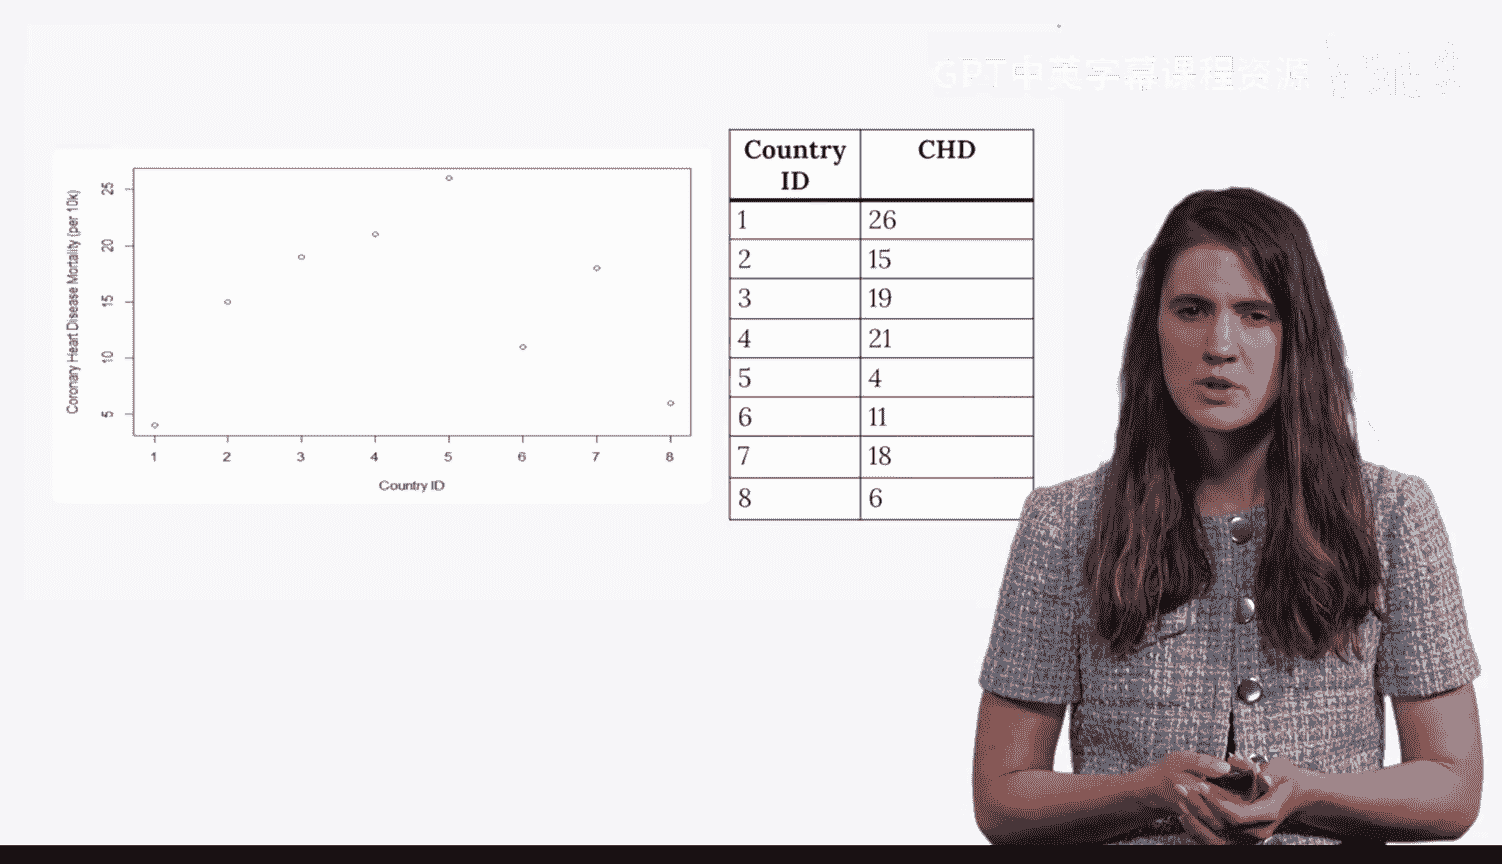 GPT中英字幕课程资源
Coronary Heart Disease Mortality (per 10k)
25
20
15
10
5
1 2 3 4 5 6 7 8
Country ID
Country ID CHD
1 26
2 15
3 19
4 21
5 4
6 11
7 18
8 6